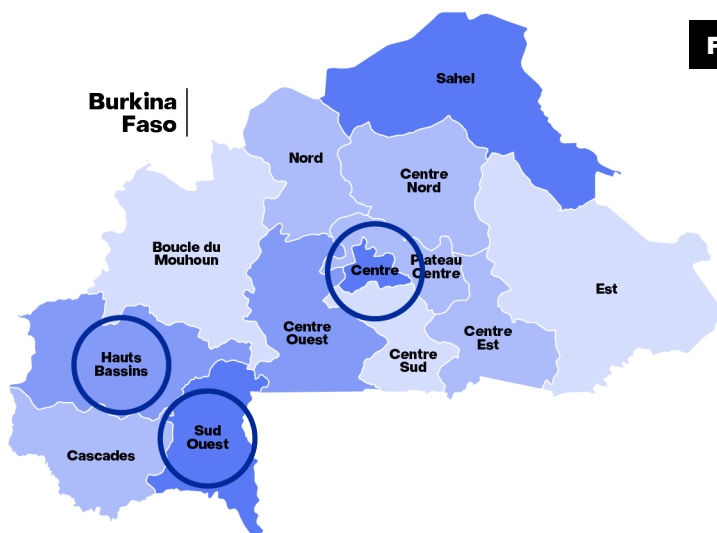 F
Sahel
Burkina
Faso
Nord
Centre
Nord
Boucle du
Mouhoun
Centre
Plateau
Centre
Est
Centre
Ouest
Centre
Est
Centre
Sud
Hauts
Bassins
Sud
Ouest
Cascades